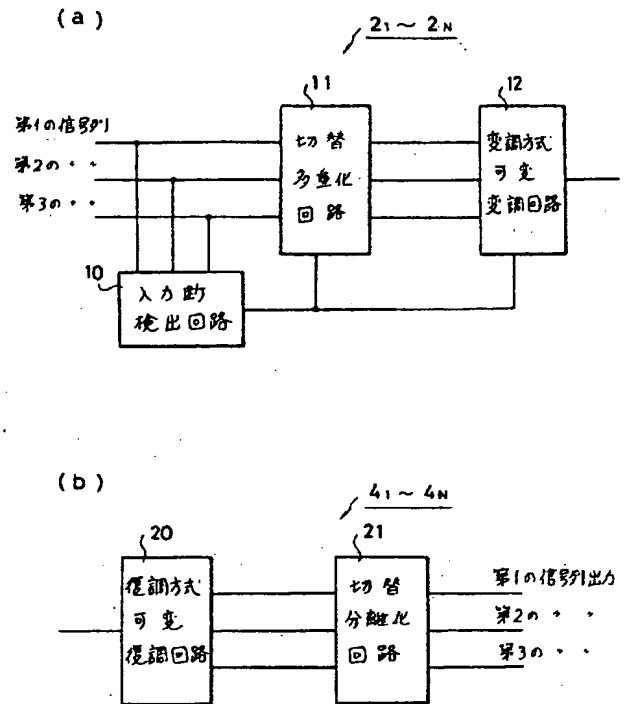 (a)
2₁～2N
11
12
第1の信号列
第2の〃〃
第3の〃〃
切替
多重化
回路
変調方式
可変
変調回路
10
入力断
検出回路
(b)
4₁～4N
20
21
復調方式
可変
復調回路
切替
分離化
回路
第1の信号列出力
第2の〃〃
第3の〃〃